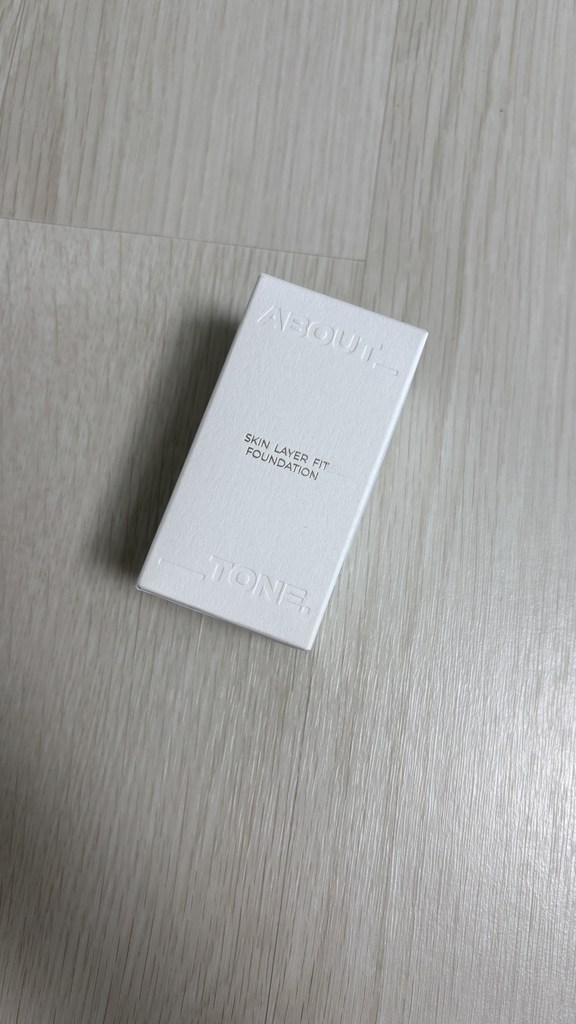 ABOUT_
SKIN LAYER FIT
FOUNDATION
_TONE.